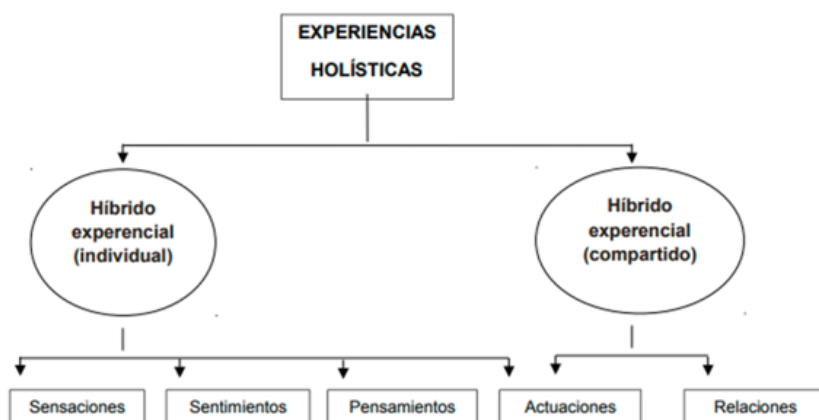 EXPERIENCIAS
HOLÍSTICAS
Híbrido
experencial
(individual)
Híbrido
experencial
(compartido)
Sensaciones
Sentimientos
Pensamientos
Actuaciones
Relaciones